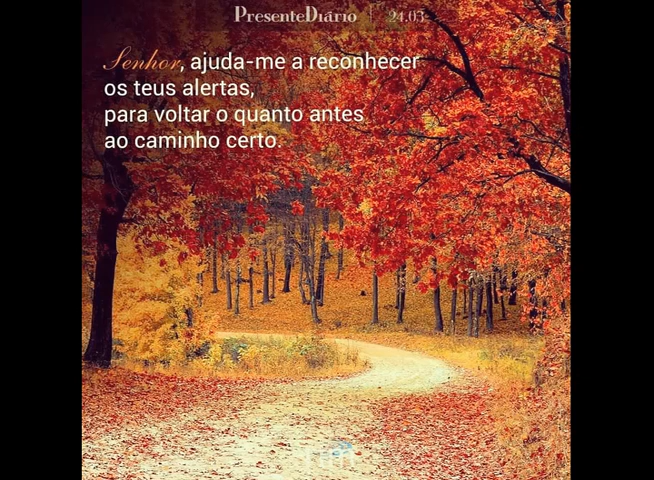 PresenteDiário | 24.03
Senhor, ajuda-me a reconhecer
os teus alertas,
para voltar o quanto antes
ao caminho certo.